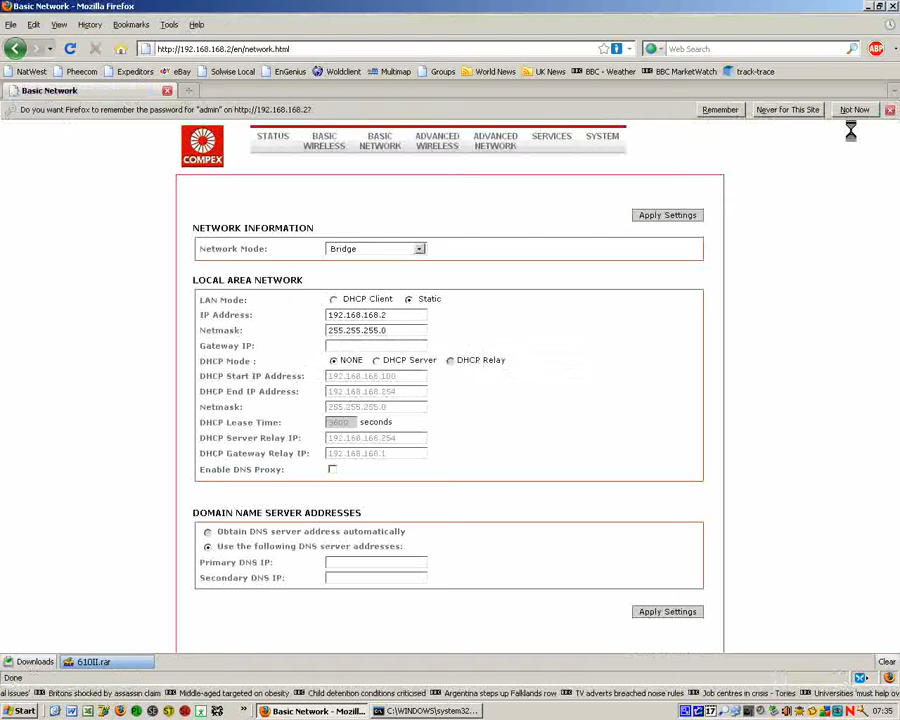 Basic Network - Mozilla Firefox
File Edit View History Bookmarks Tools Help
http://192.168.168.2/en/network.html
Web Search
ABP
NatWest Pheecom Expeditors eBay Solwise Local EnGenius Woldclient Multimap Groups World News UK News BBC - Weather BBC MarketWatch track-trace
Basic Network
Do you want Firefox to remember the password for "admin" on http://192.168.168.2?
Remember Never for This Site Not Now
COMPEX
STATUS BASIC WIRELESS BASIC NETWORK ADVANCED WIRELESS ADVANCED NETWORK SERVICES SYSTEM
Apply Settings
NETWORK INFORMATION
Network Mode: Bridge
LOCAL AREA NETWORK
LAN Mode: DHCP Client Static
IP Address: 192.168.168.2
Netmask: 255.255.255.0
Gateway IP:
DHCP Mode : NONE DHCP Server DHCP Relay
DHCP Start IP Address: 192.168.168.100
DHCP End IP Address: 192.168.168.254
Netmask: 255.255.255.0
DHCP Lease Time: 3600 seconds
DHCP Server Relay IP: 192.168.168.254
DHCP Gateway Relay IP: 192.168.168.1
Enable DNS Proxy:
DOMAIN NAME SERVER ADDRESSES
Obtain DNS server address automatically
Use the following DNS server addresses:
Primary DNS IP:
Secondary DNS IP:
Apply Settings
Downloads 610II.rar Clear
Done
al issues' Britons shocked by assassin claim Middle-aged targeted on obesity Child detention conditions criticised Argentina steps up Falklands row TV adverts breached noise rules Job centres in crisis - Tories 'Universities 'must help ev
Start Basic Network - Mozill... C:\WINDOWS\system32... 17 07:35